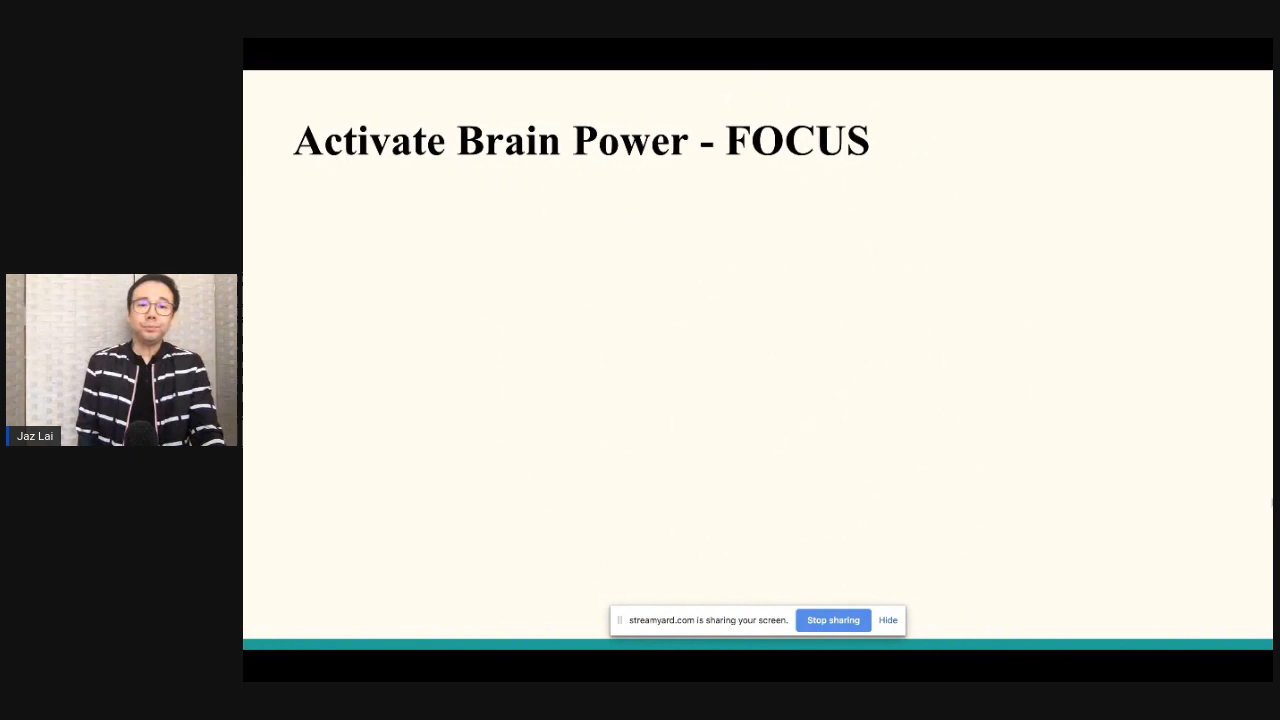 Activate Brain Power - FOCUS
Jaz Lai
streamyard.com is sharing your screen. Stop sharing Hide